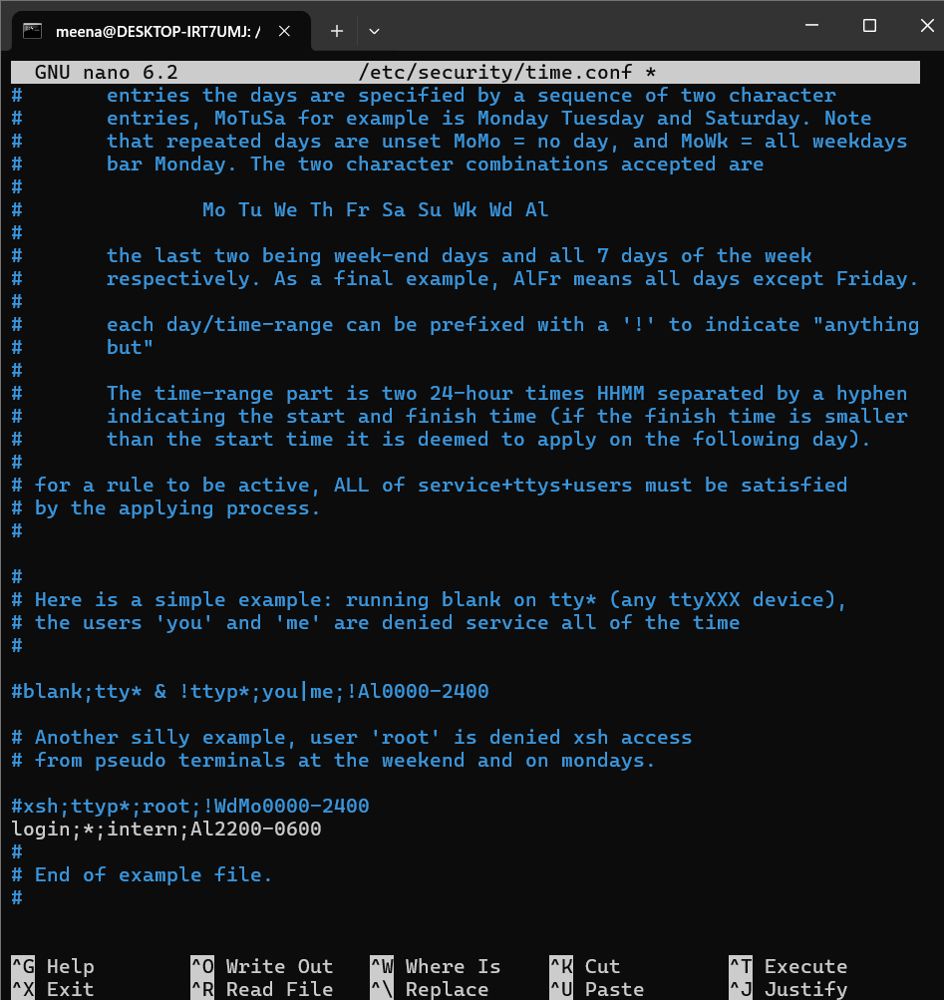 meena@DESKTOP-IRT7UMJ: /
GNU nano 6.2 /etc/security/time.conf *
# entries the days are specified by a sequence of two character
# entries, MoTuSa for example is Monday Tuesday and Saturday. Note
# that repeated days are unset MoMo = no day, and MoWk = all weekdays
# bar Monday. The two character combinations accepted are
#
# Mo Tu We Th Fr Sa Su Wk Wd Al
#
# the last two being week-end days and all 7 days of the week
# respectively. As a final example, AlFr means all days except Friday.
#
# each day/time-range can be prefixed with a '!' to indicate "anything
# but"
#
# The time-range part is two 24-hour times HHMM separated by a hyphen
# indicating the start and finish time (if the finish time is smaller
# than the start time it is deemed to apply on the following day).
#
# for a rule to be active, ALL of service+ttys+users must be satisfied
# by the applying process.
#
#
# Here is a simple example: running blank on tty* (any ttyXXX device),
# the users 'you' and 'me' are denied service all of the time
#
#blank;tty* & !ttyp*;you|me;!Al0000-2400
# Another silly example, user 'root' is denied xsh access
# from pseudo terminals at the weekend and on mondays.
#xsh;ttyp*;root;!WdMo0000-2400
login;*;intern;Al2200-0600
#
# End of example file.
#
^G Help ^O Write Out ^W Where Is ^K Cut ^T Execute
^X Exit ^R Read File ^\ Replace ^U Paste ^J Justify